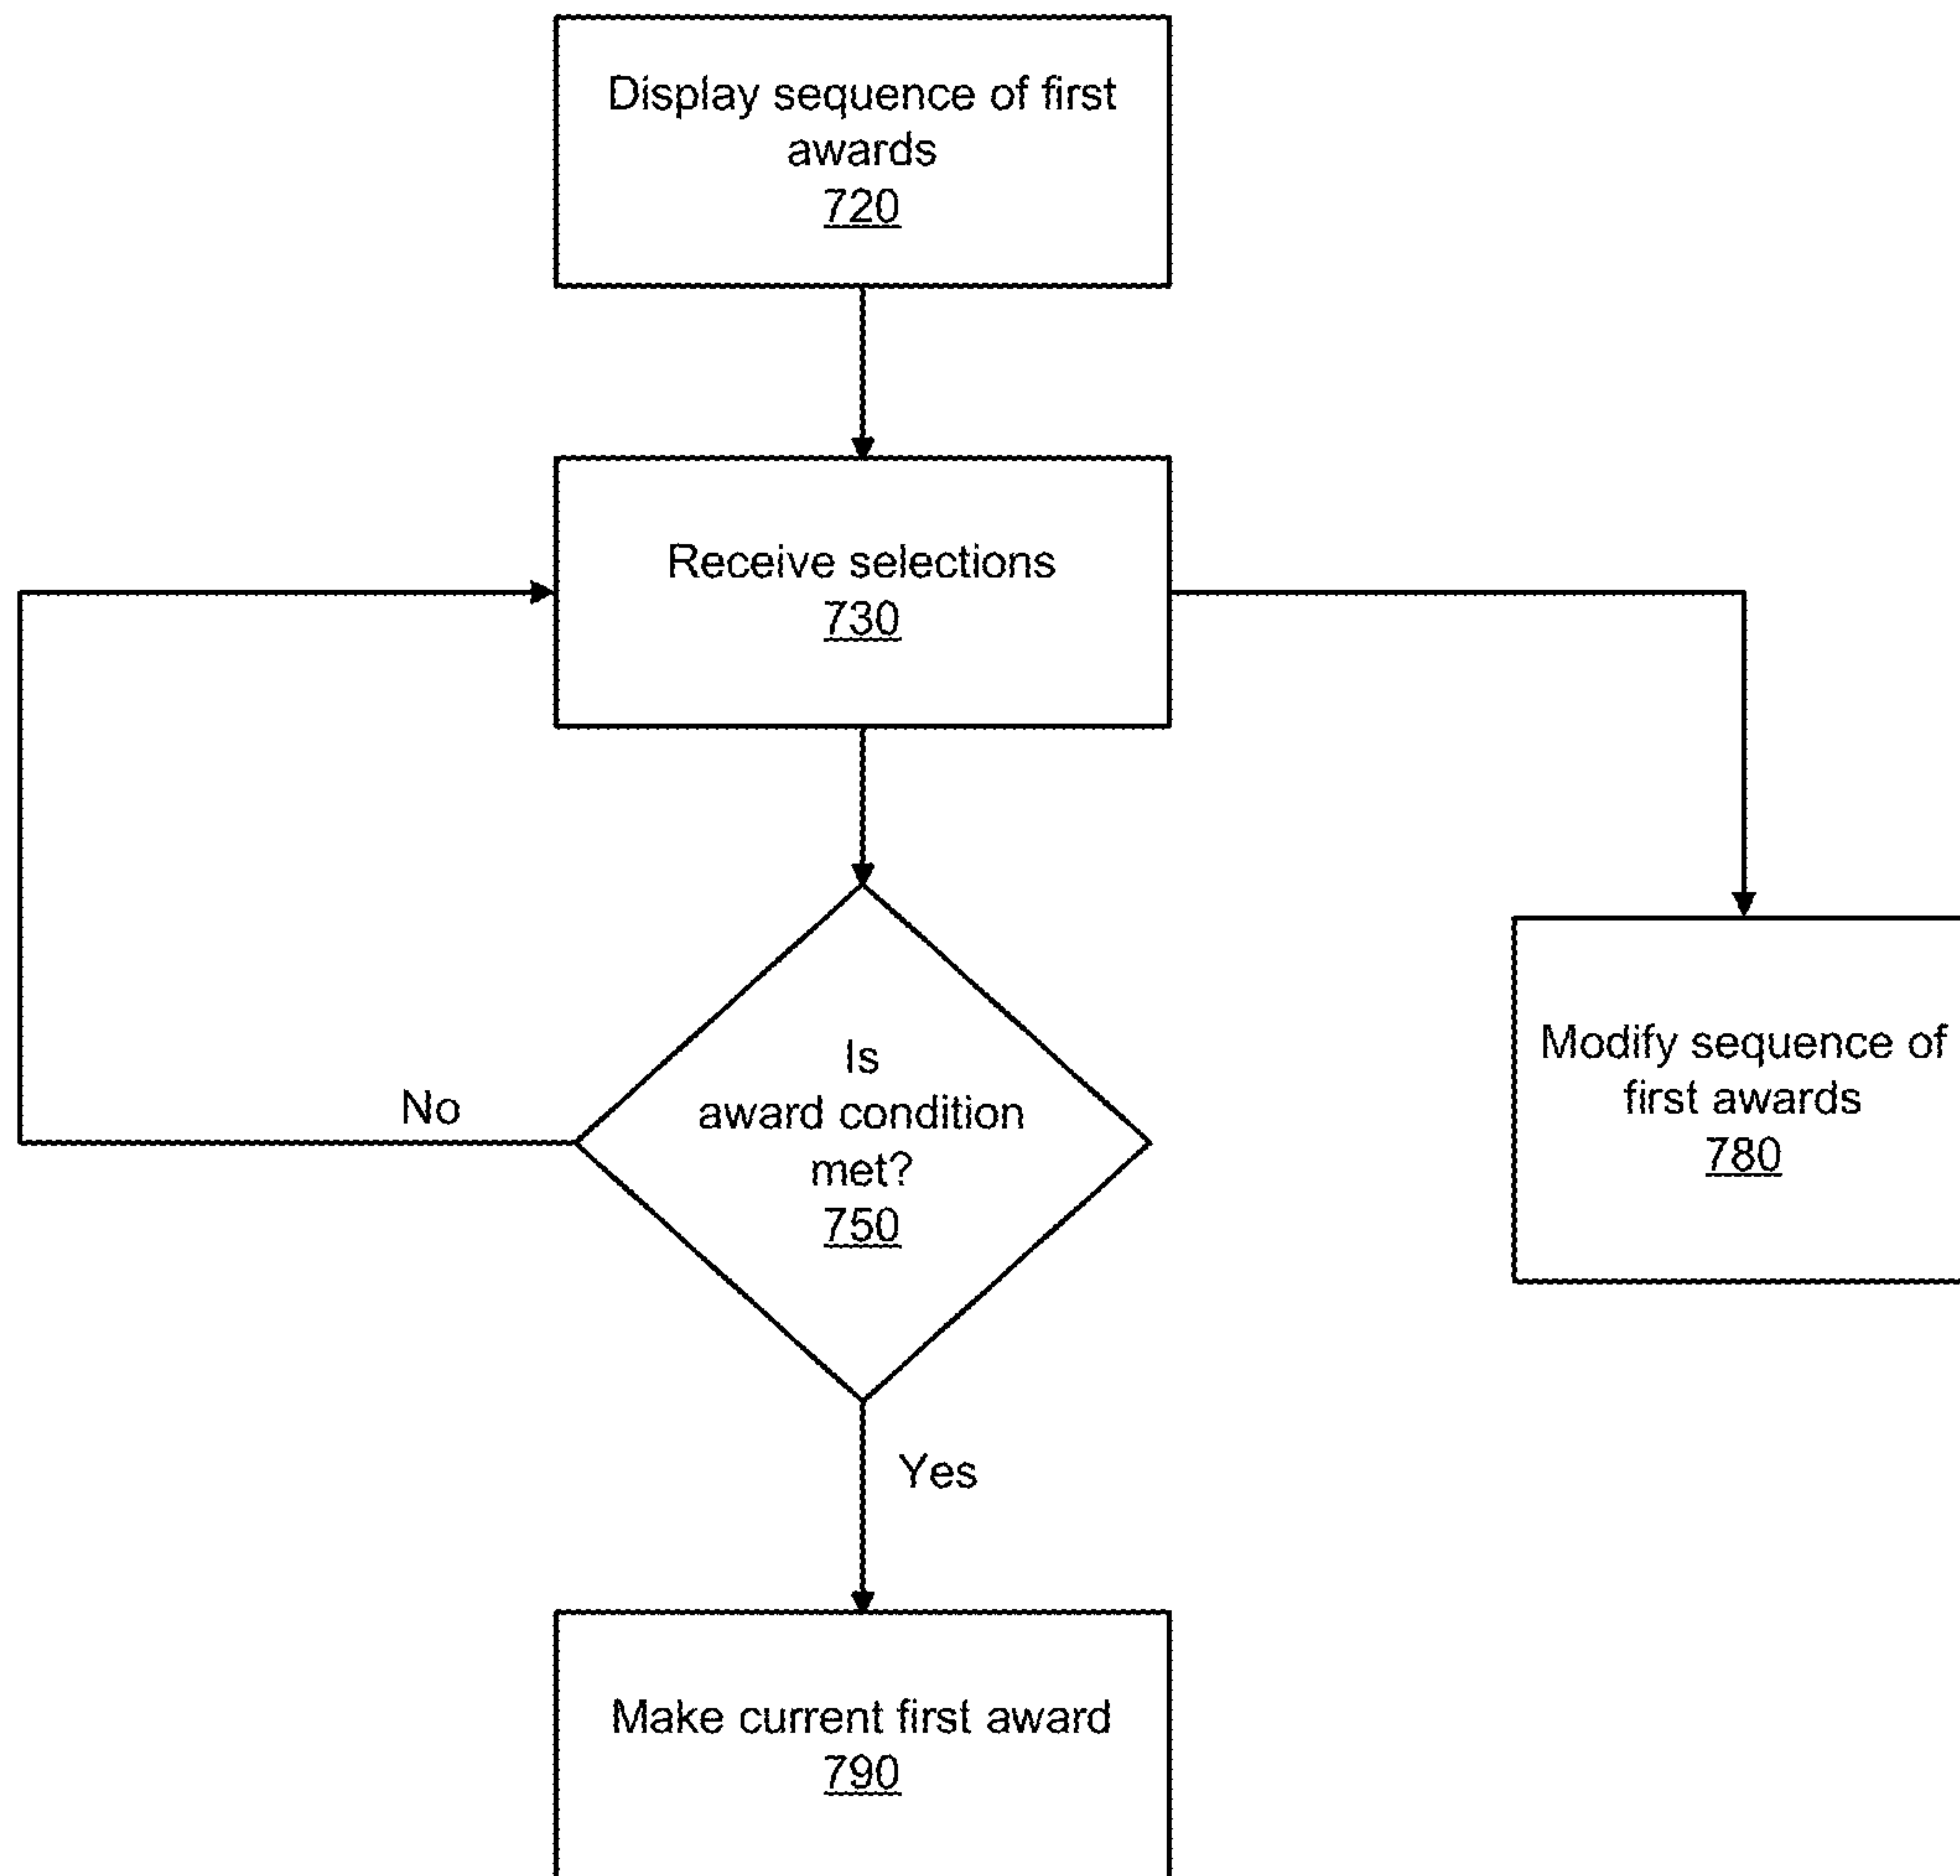 Display sequence of first
awards
720
Receive selections
730
Is
award condition
met?
750
No
Modify sequence of
first awards
780
Yes
Make current first award
790